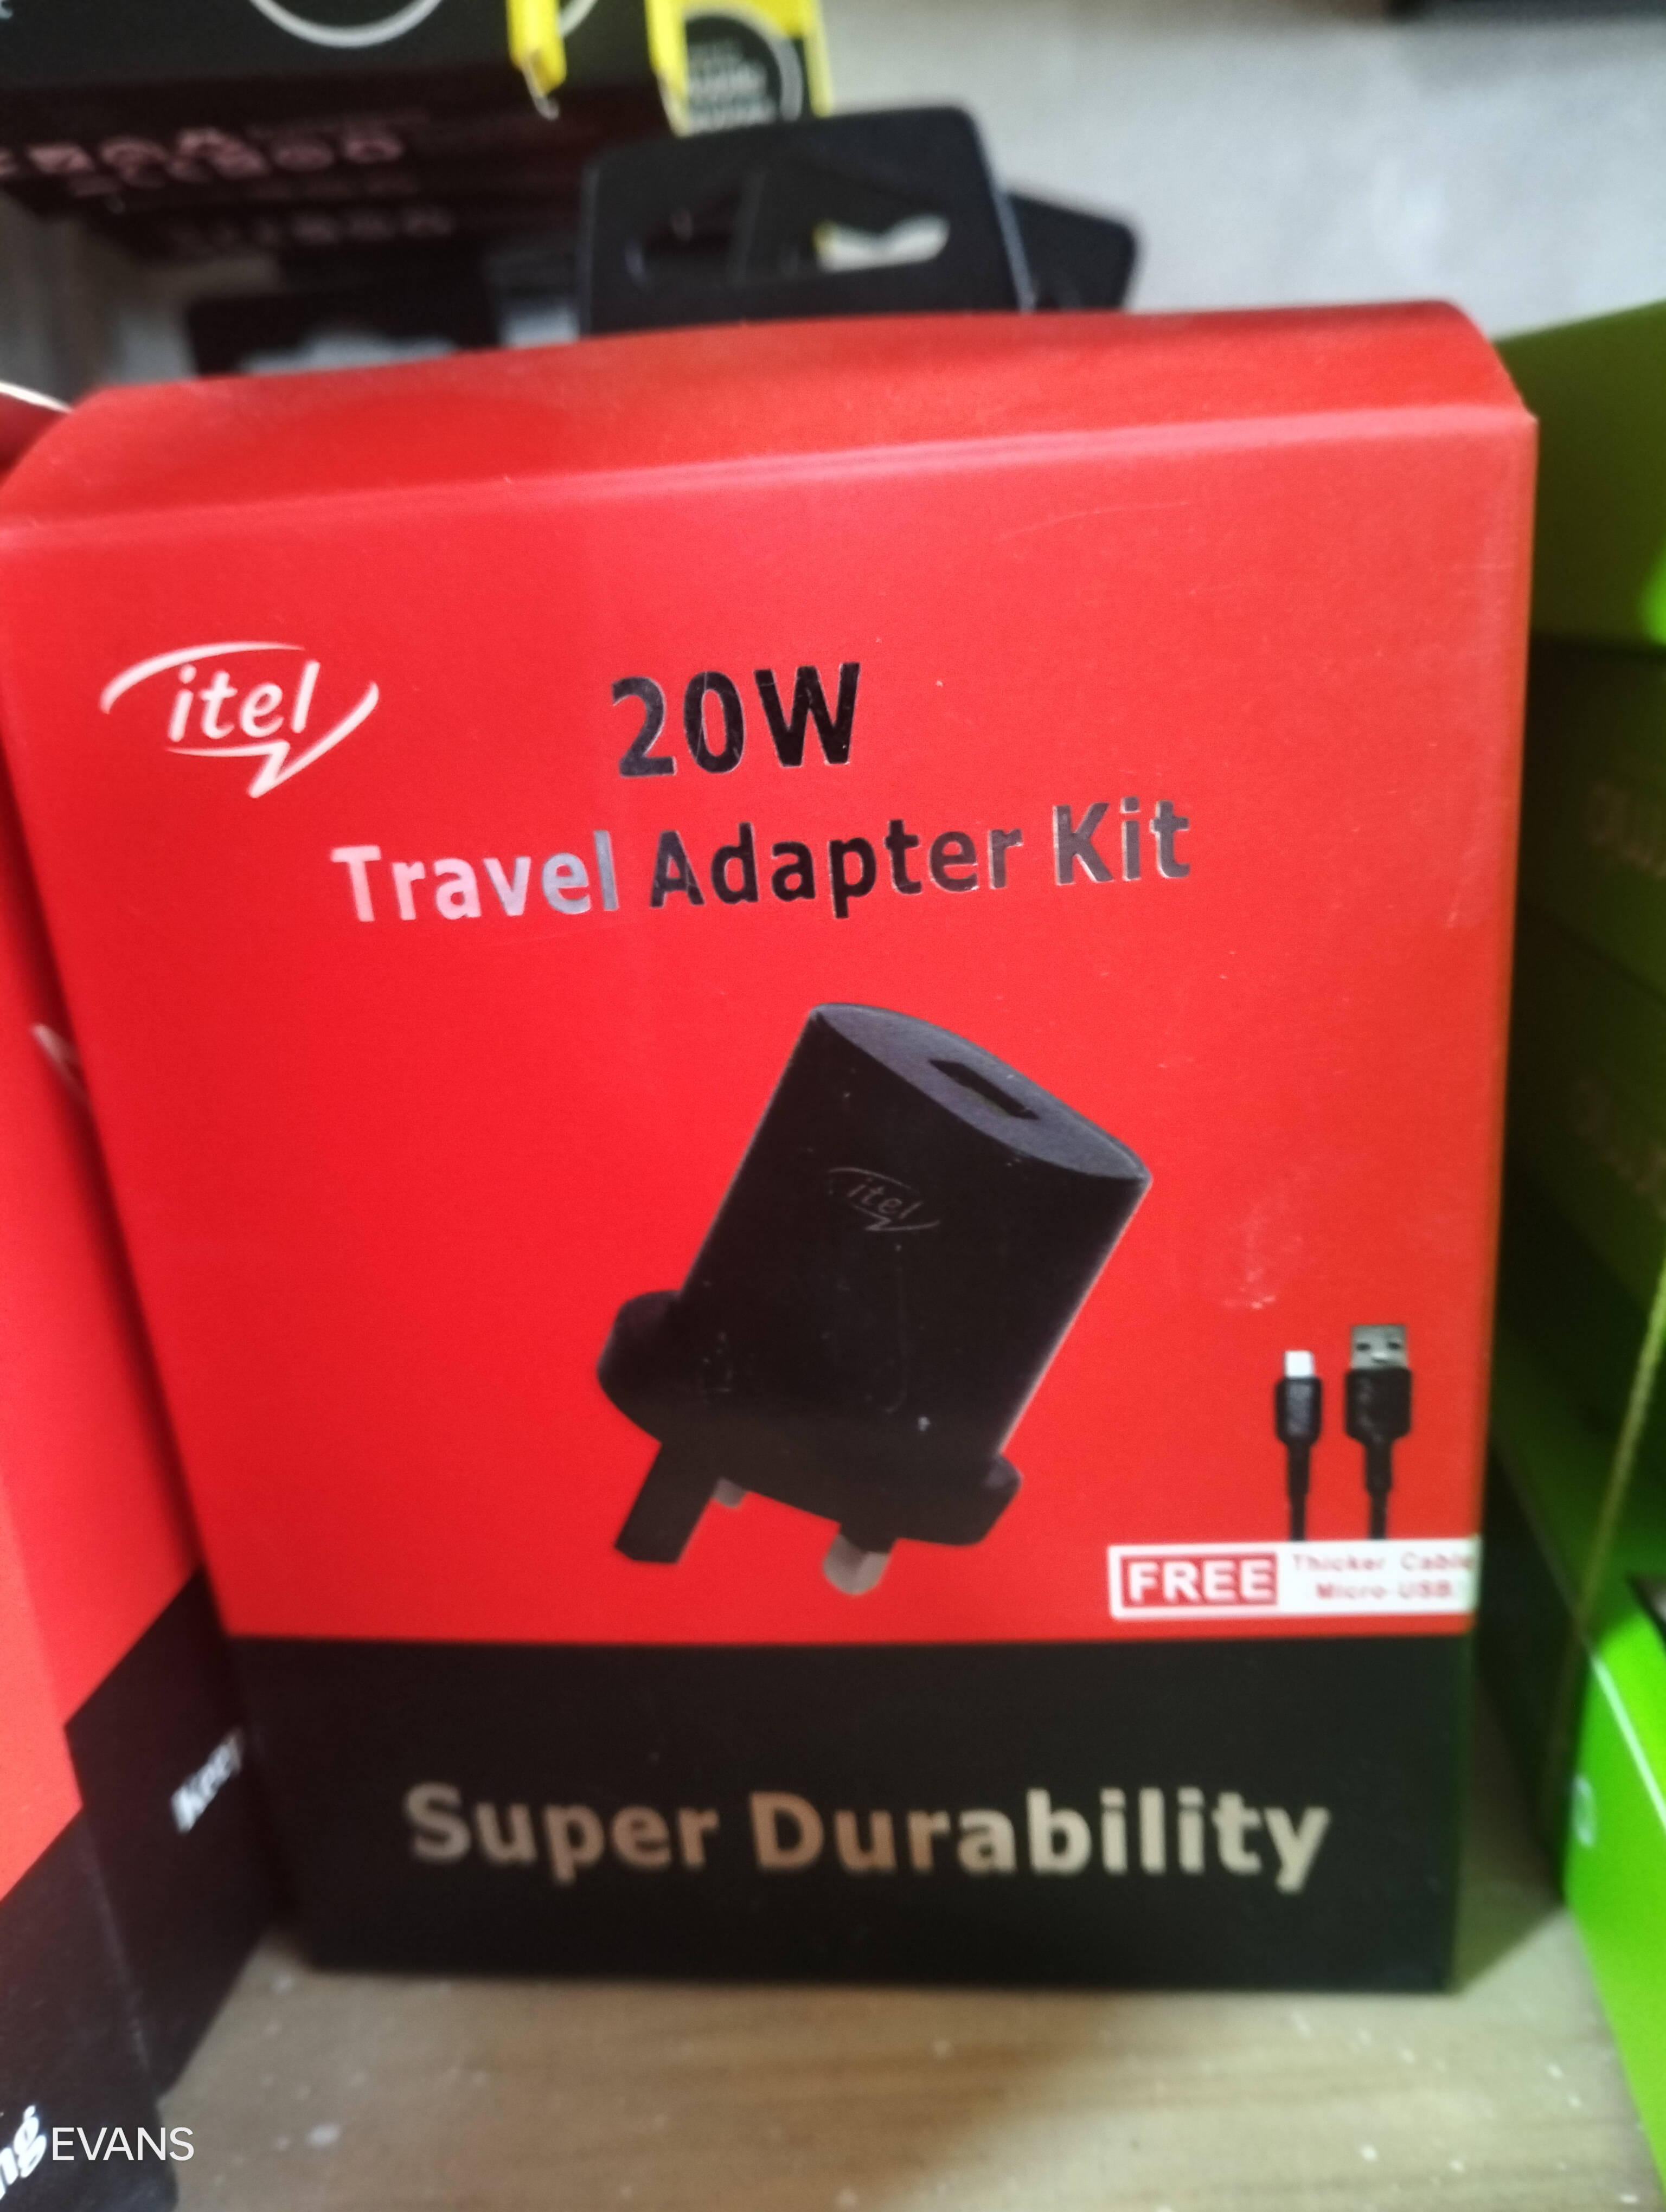 itel
20W
Travel Adapter Kit
itel
FREE
Thicker Cable
Micro USB
Super Durability
EVANS